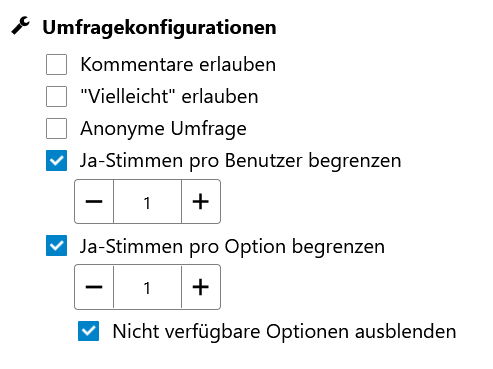 Umfragekonfigurationen
Kommentare erlauben
"Vielleicht" erlauben
Anonyme Umfrage
Ja-Stimmen pro Benutzer begrenzen
1
Ja-Stimmen pro Option begrenzen
1
Nicht verfügbare Optionen ausblenden